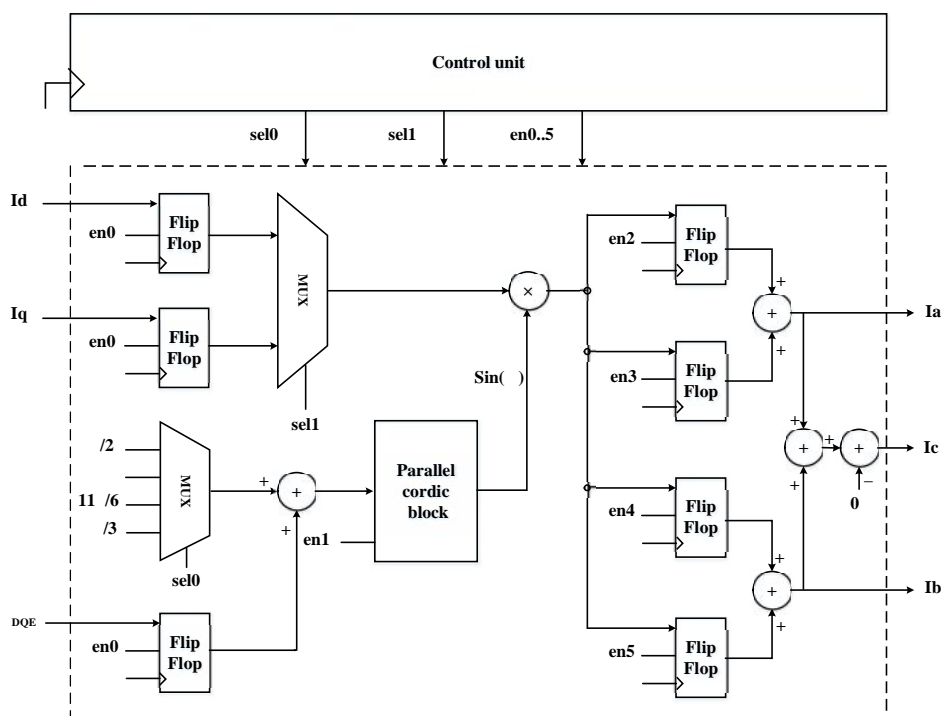 Control unit
sel0
sel1
en0..5
Id
en0
Flip
Flop
Iq
en0
Flip
Flop
MUX
sel1
×
Sin( )
/2
11 /6
/3
MUX
sel0
+
+
+
en1
Parallel
cordic
block
DQE
en0
Flip
Flop
en2
Flip
Flop
en3
Flip
Flop
en4
Flip
Flop
en5
Flip
Flop
+
+
+
Ia
+
+
+
+
+
−
0
Ic
+
+
+
Ib